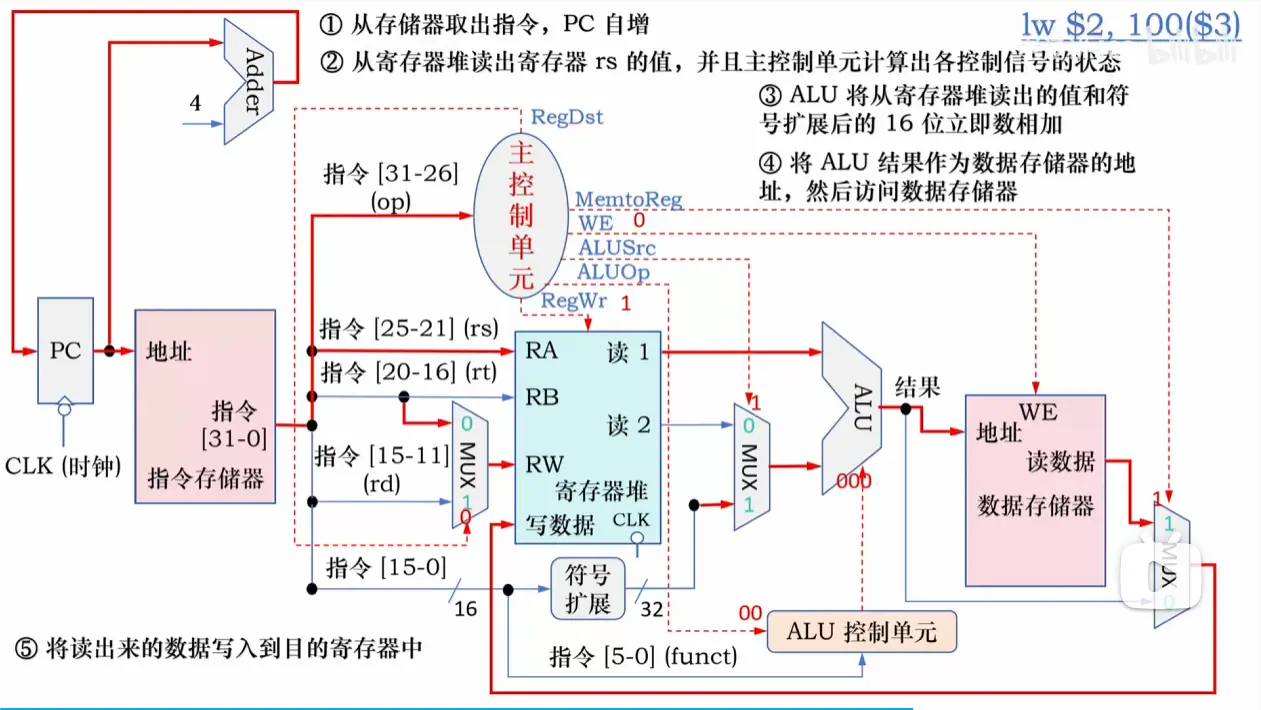 ① 从存储器取出指令，PC 自增
lw $2, 100($3)
bilibili
② 从寄存器堆读出寄存器 rs 的值，并且主控制单元计算出各控制信号的状态
③ ALU 将从寄存器堆读出的值和符
号扩展后的 16 位立即数相加
④ 将 ALU 结果作为数据存储器的地
址，然后访问数据存储器
Adder
4
RegDst
主控制单元
指令 [31-26]
(op)
MemtoReg
WE
0
ALUSrc
ALUOp
RegWr
1
PC
CLK (时钟)
地址
指令
[31-0]
指令存储器
指令 [25-21] (rs)
指令 [20-16] (rt)
指令 [15-11]
(rd)
指令 [15-0]
0
MUX
1
0
RA
读 1
RB
读 2
RW
寄存器堆
写数据
CLK
1
0
MUX
1
ALU
000
结果
WE
地址
读数据
数据存储器
1
1
MUX
0
16
符号
扩展
32
00
ALU 控制单元
指令 [5-0] (funct)
⑤ 将读出来的数据写入到目的寄存器中